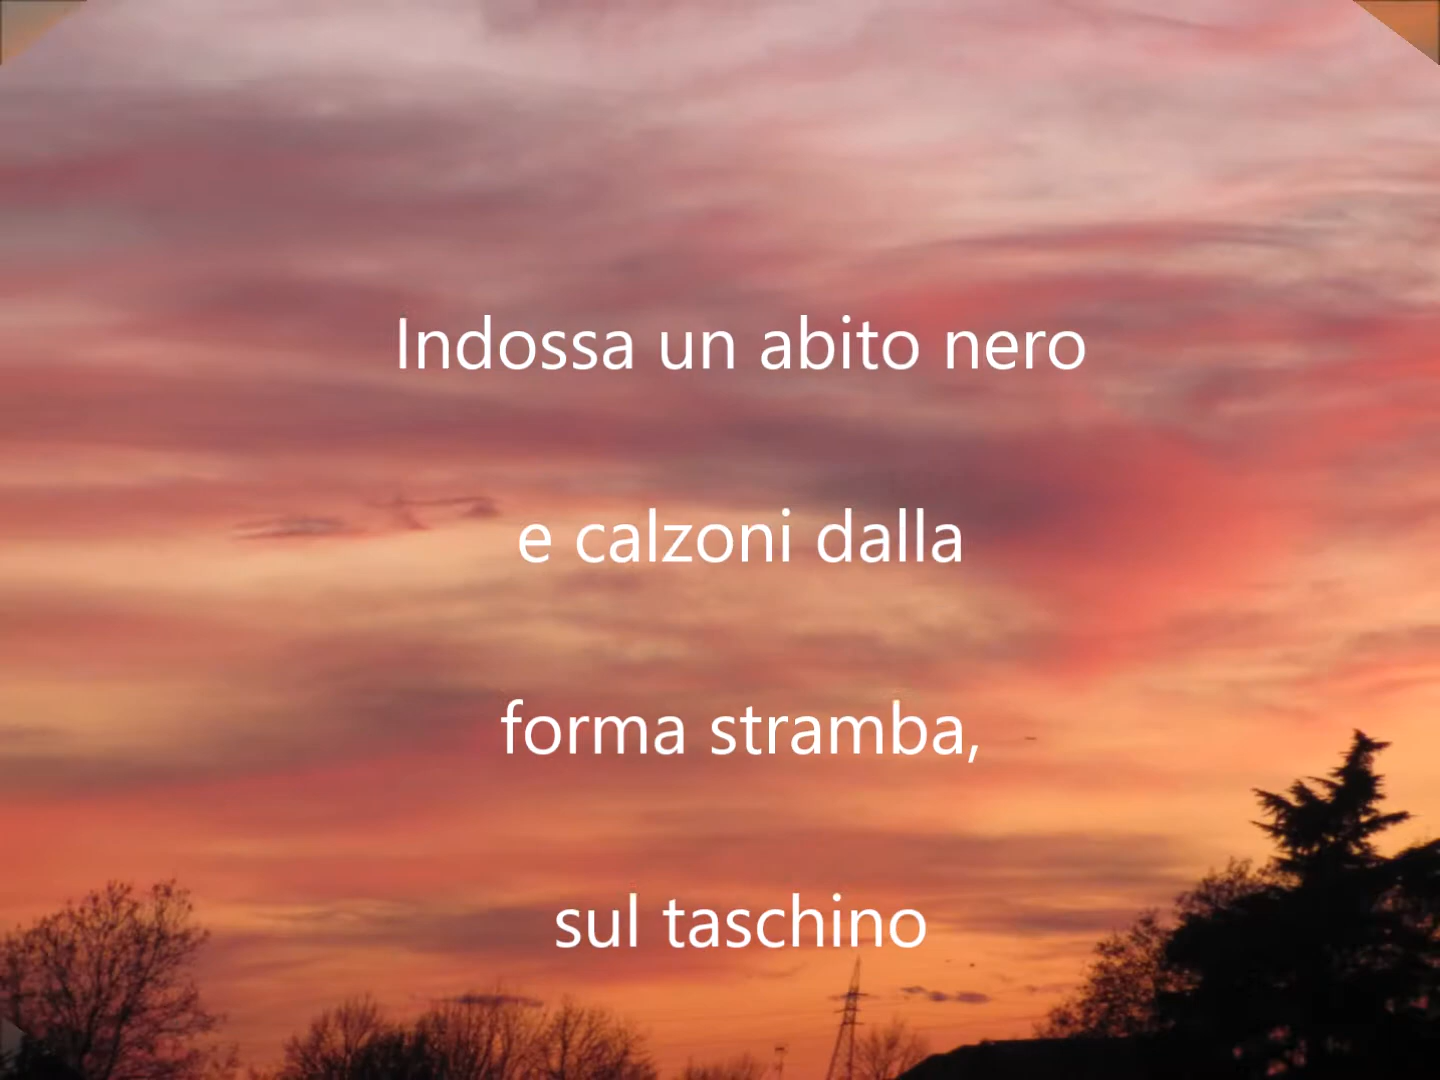 Indossa un abito nero
e calzoni dalla
forma stramba,
sul taschino